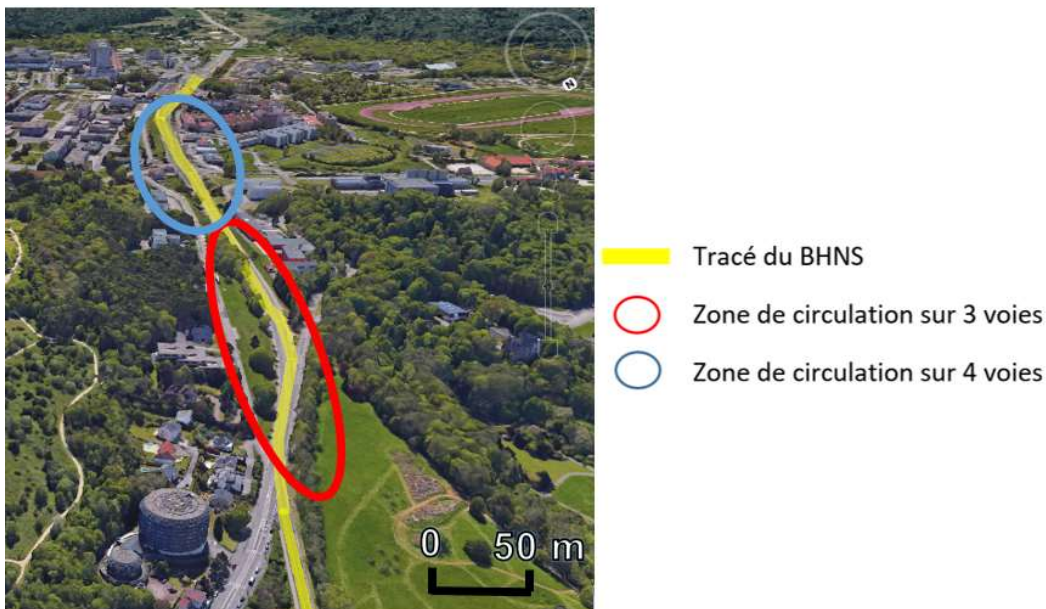 N
Tracé du BHNS
Zone de circulation sur 3 voies
Zone de circulation sur 4 voies
0 50 m